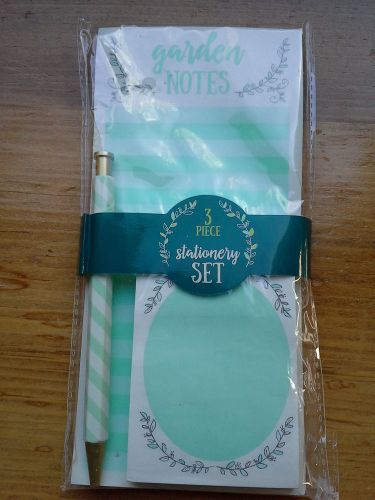 garden
NOTES
3
PIECE
stationery
SET